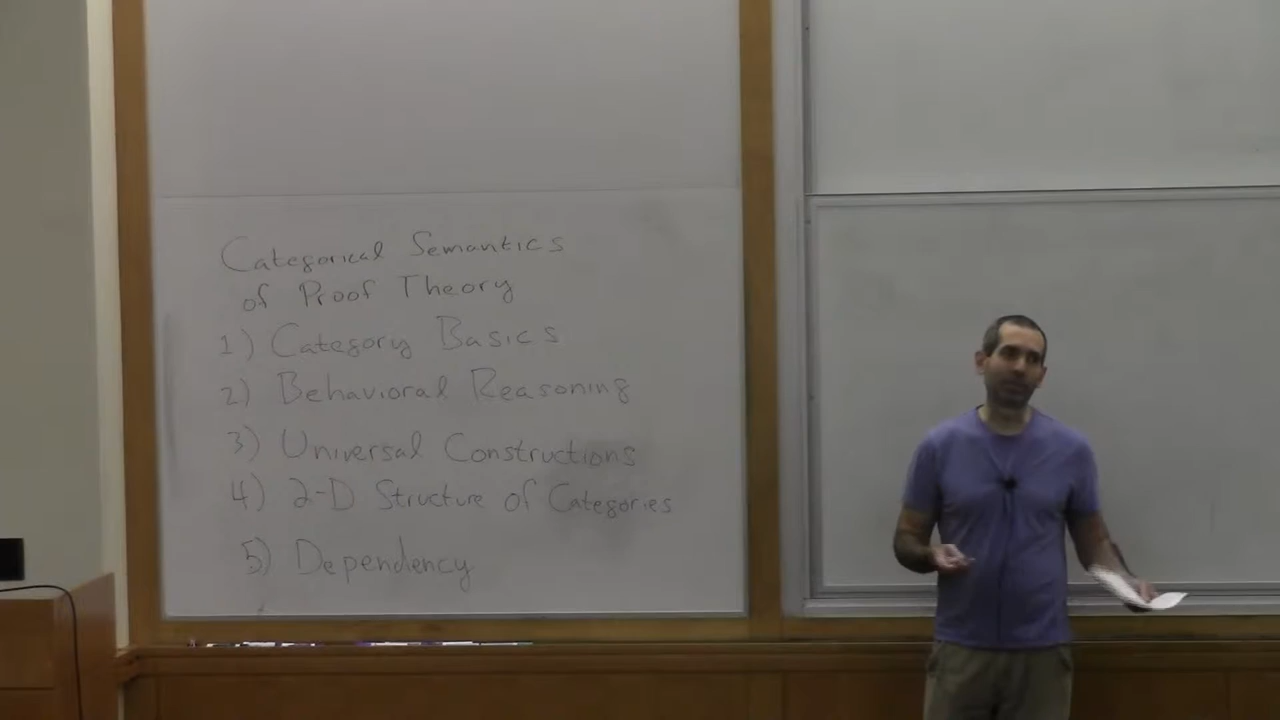 Categorical Semantics
of Proof Theory
1) Category Basics
2) Behavioral Reasoning
3) Universal Constructions
4) 2-D Structure of Categories
5) Dependency